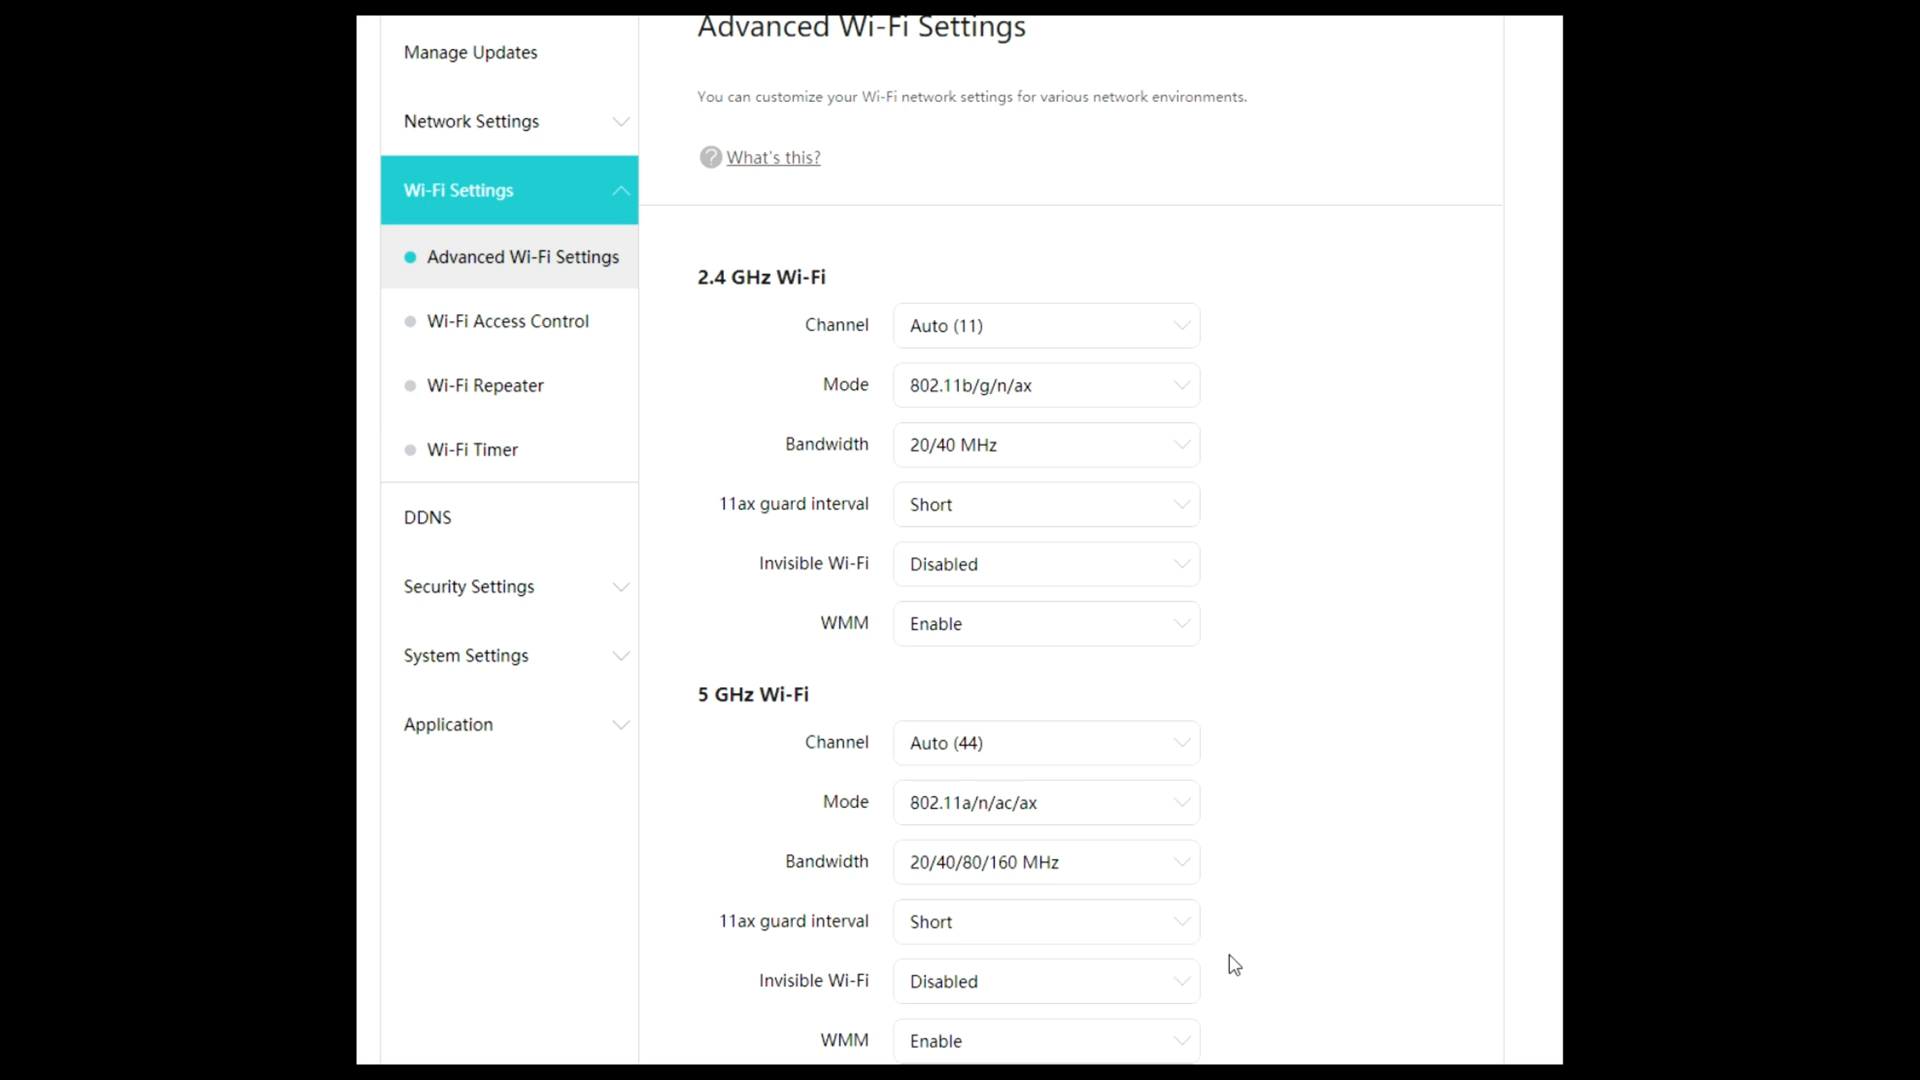 Manage Updates
Network Settings
Wi-Fi Settings
Advanced Wi-Fi Settings
Wi-Fi Access Control
Wi-Fi Repeater
Wi-Fi Timer
DDNS
Security Settings
System Settings
Application
Advanced Wi-Fi Settings
You can customize your Wi-Fi network settings for various network environments.
? What's this?
2.4 GHz Wi-Fi
Channel Auto (11)
Mode 802.11b/g/n/ax
Bandwidth 20/40 MHz
11ax guard interval Short
Invisible Wi-Fi Disabled
WMM Enable
5 GHz Wi-Fi
Channel Auto (44)
Mode 802.11a/n/ac/ax
Bandwidth 20/40/80/160 MHz
11ax guard interval Short
Invisible Wi-Fi Disabled
WMM Enable